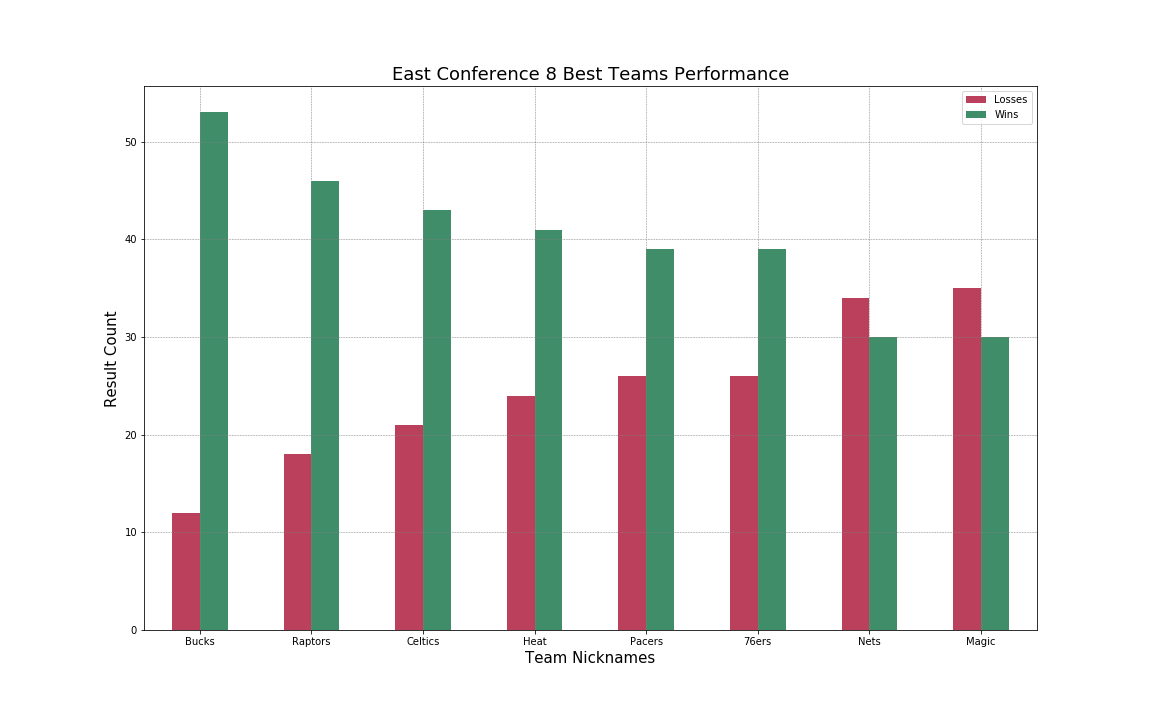 East Conference 8 Best Teams Performance
Losses
Wins
50
40
30
20
10
0
Result Count
Bucks Raptors Celtics Heat Pacers 76ers Nets Magic
Team Nicknames